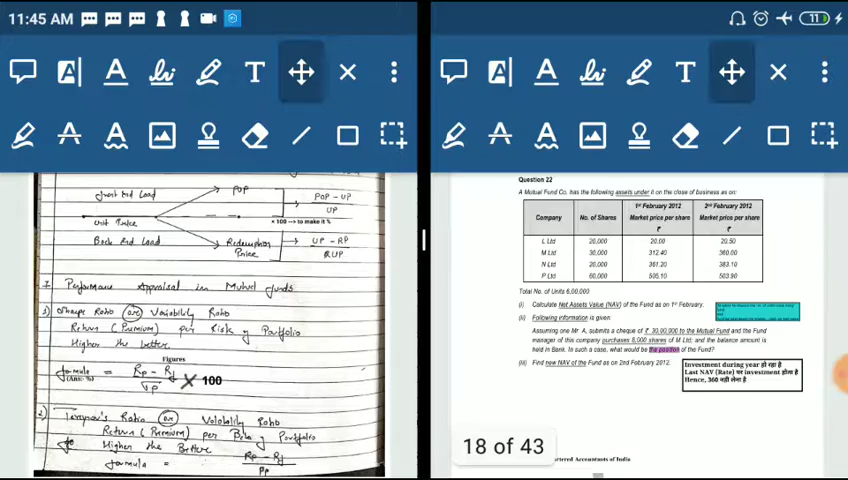 11:45 AM
11
Front End Load
POP
POP - UP
UP
Unit Price
× 100 --> to make it %
Back End Load
Redemption Price
UP - RP
RUP
Performance Appraisal in Mutual funds
Sharpe Ratio (or) Variability Ratio
Return (Premium) per Risk of Portfolio
Higher the better
Figures
formula =
(Ans:-%)
× 100
2) Treynor's Ratio (or) Volatility Ratio
Return (Premium) per Beta of Portfolio
Higher the Better
formula =
Question 22
A Mutual Fund Co. has the following assets under it on the close of business as on:
Company No. of Shares 1st February 2012 Market price per share ₹ 2nd February 2012 Market price per share ₹
L Ltd 20,000 20.00 20.50
M Ltd 30,000 312.40 360.00
N Ltd 20,000 361.20 383.10
P Ltd 60,000 505.10 503.90
Total No. of Units 6,00,000
(i) Calculate Net Assets Value (NAV) of the Fund as on 1st February.
(ii) Following information is given:
Assuming one Mr A, submits a cheque of ₹ 30,00,000 to the Mutual Fund and the Fund
manager of this company purchases 8,000 shares of M Ltd; and the balance amount is
held in Bank. In such a case, what would be the position of the Fund?
(iii) Find new NAV of the Fund as on 2nd February 2012.
Investment during year हो रहा है
Last NAV (Rate) पर investment होता है
Hence, 360 नही लेना है
18 of 43
artered Accountants of India